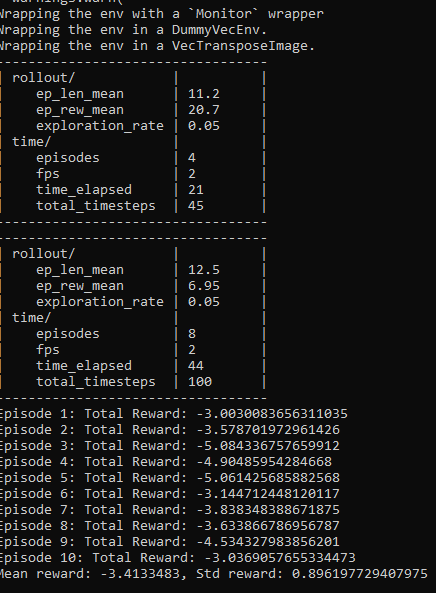 warnings.warn(
Wrapping the env with a `Monitor` wrapper
Wrapping the env in a DummyVecEnv.
Wrapping the env in a VecTransposeImage.
----------------------------------
| rollout/            |          |
|    ep_len_mean      | 11.2     |
|    ep_rew_mean      | 20.7     |
|    exploration_rate | 0.05     |
| time/               |          |
|    episodes         | 4        |
|    fps              | 2        |
|    time_elapsed     | 21       |
|    total_timesteps  | 45       |
----------------------------------
----------------------------------
| rollout/            |          |
|    ep_len_mean      | 12.5     |
|    ep_rew_mean      | 6.95     |
|    exploration_rate | 0.05     |
| time/               |          |
|    episodes         | 8        |
|    fps              | 2        |
|    time_elapsed     | 44       |
|    total_timesteps  | 100      |
----------------------------------
Episode 1: Total Reward: -3.0030083656311035
Episode 2: Total Reward: -3.578701972961426
Episode 3: Total Reward: -5.084336757659912
Episode 4: Total Reward: -4.90485954284668
Episode 5: Total Reward: -5.061425685882568
Episode 6: Total Reward: -3.144712448120117
Episode 7: Total Reward: -3.838348388671875
Episode 8: Total Reward: -3.633866786956787
Episode 9: Total Reward: -4.534327983856201
Episode 10: Total Reward: -3.0369057655334473
Mean reward: -3.4133483, Std reward: 0.896197729407975